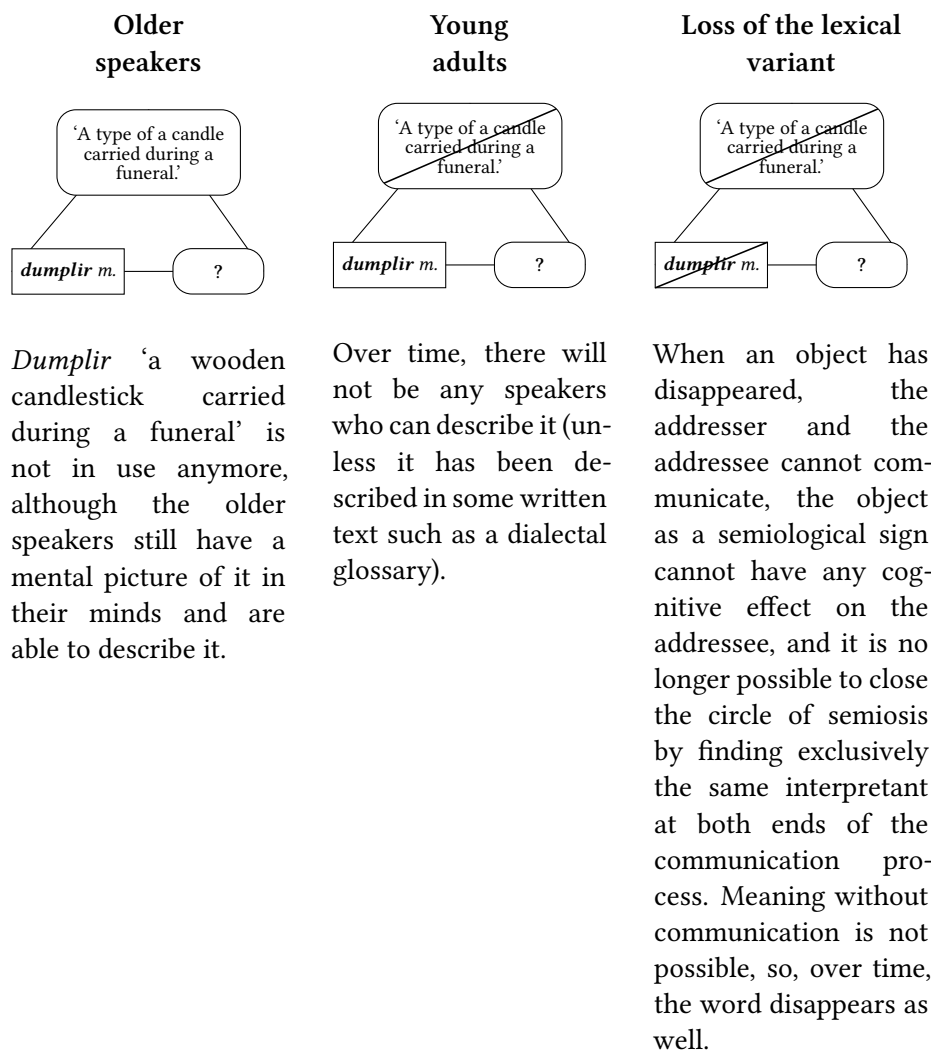 Older
speakers
‘A type of a candle
carried during a
funeral.’
dumplir m.
?
Dumplir ‘a wooden
candlestick carried
during a funeral’ is
not in use anymore,
although the older
speakers still have a
mental picture of it in
their minds and are
able to describe it.
Young
adults
‘A type of a candle
carried during a
funeral.’
dumplir m.
?
Over time, there will
not be any speakers
who can describe it (un-
less it has been de-
scribed in some written
text such as a dialectal
glossary).
Loss of the lexical
variant
‘A type of a candle
carried during a
funeral.’
dumplir m.
?
When an object has
disappeared, the
addresser and the
addressee cannot com-
municate, the object
as a semiological sign
cannot have any cog-
nitive effect on the
addressee, and it is no
longer possible to close
the circle of semiosis
by finding exclusively
the same interpretant
at both ends of the
communication pro-
cess. Meaning without
communication is not
possible, so, over time,
the word disappears as
well.